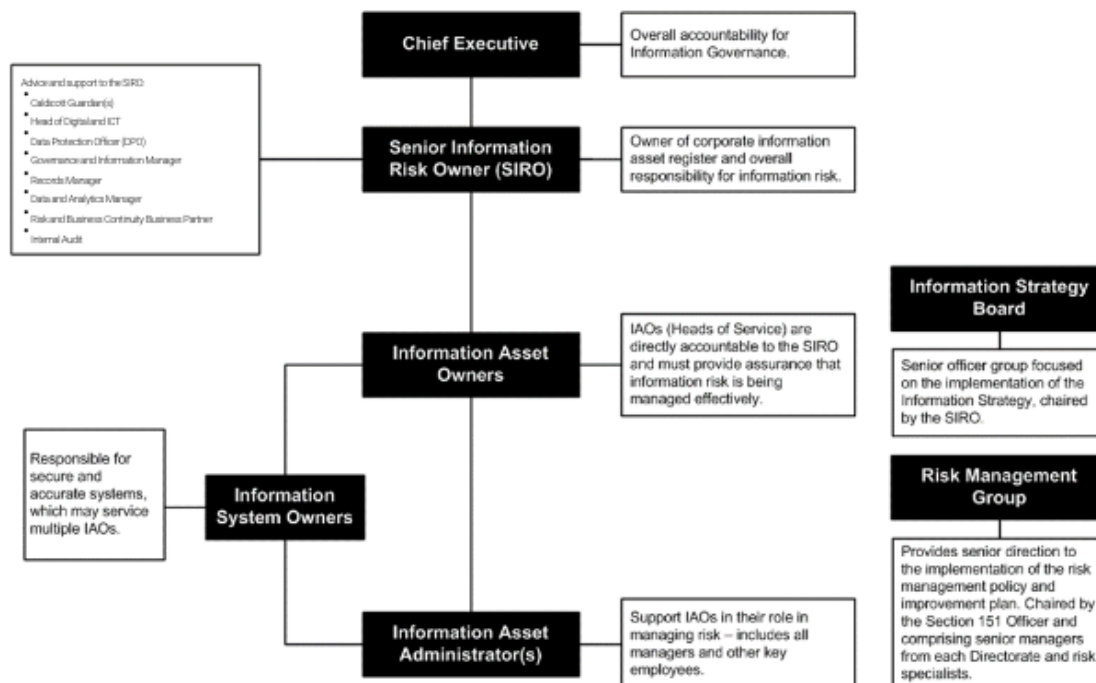 Chief Executive
Overall accountability for
Information Governance.
Advice and support to the SIRO
Caldicott Guardian(s)
Head of Digital and ICT
Data Protection Officer (DPO)
Governance and Information Manager
Records Manager
Data and Analytics Manager
Risk and Business Continuity Business Partner
Internal Audit
Senior Information
Risk Owner (SIRO)
Owner of corporate information
asset register and overall
responsibility for information risk.
Information Asset
Owners
IAOs (Heads of Service) are
directly accountable to the SIRO
and must provide assurance that
information risk is being
managed effectively.
Information Strategy
Board
Senior officer group focused
on the implementation of the
Information Strategy, chaired
by the SIRO.
Responsible for
secure and
accurate systems,
which may service
multiple IAOs.
Information
System Owners
Risk Management
Group
Provides senior direction to
the implementation of the risk
management policy and
improvement plan. Chaired by
the Section 151 Officer and
comprising senior managers
from each Directorate and risk
specialists.
Information Asset
Administrator(s)
Support IAOs in their role in
managing risk – includes all
managers and other key
employees.